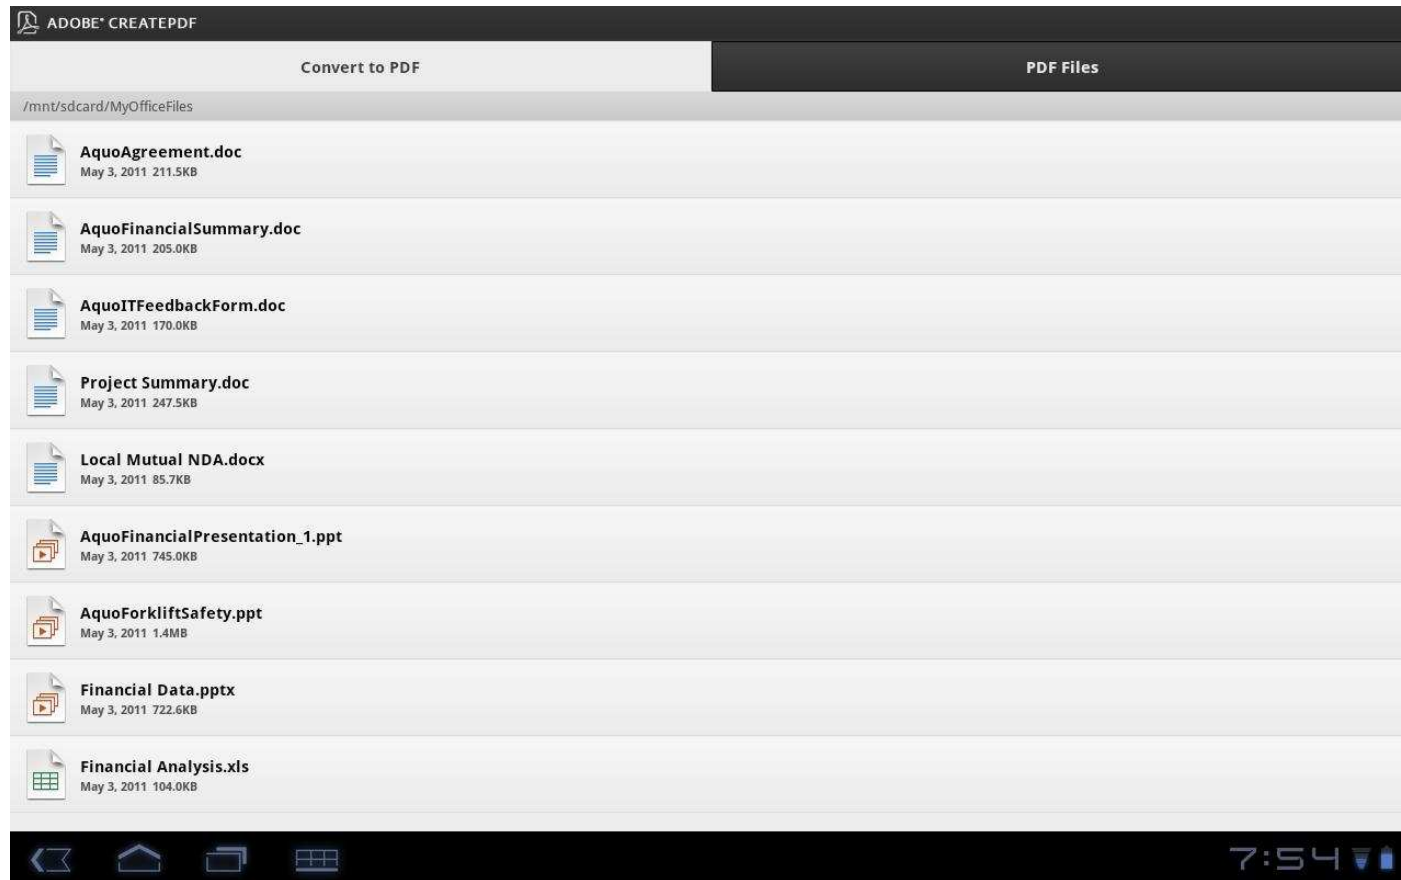 ADOBE® CREATEPDF
Convert to PDF
PDF Files
/mnt/sdcard/MyOfficeFiles
AquoAgreement.doc
May 3, 2011 211.5KB
AquoFinancialSummary.doc
May 3, 2011 205.0KB
AquoITFeedbackForm.doc
May 3, 2011 170.0KB
Project Summary.doc
May 3, 2011 247.5KB
Local Mutual NDA.docx
May 3, 2011 85.7KB
AquoFinancialPresentation_1.ppt
May 3, 2011 745.0KB
AquoForkliftSafety.ppt
May 3, 2011 1.4MB
Financial Data.pptx
May 3, 2011 722.6KB
Financial Analysis.xls
May 3, 2011 104.0KB
7:54